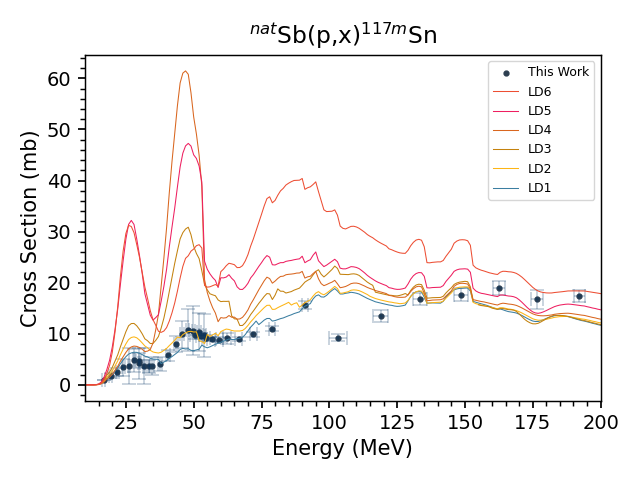 ⁿᵃᵗSb(p,x)¹¹⁷ᵐSn
Cross Section (mb)
60
50
40
30
20
10
0
This Work
LD6
LD5
LD4
LD3
LD2
LD1
25 50 75 100 125 150 175 200
Energy (MeV)